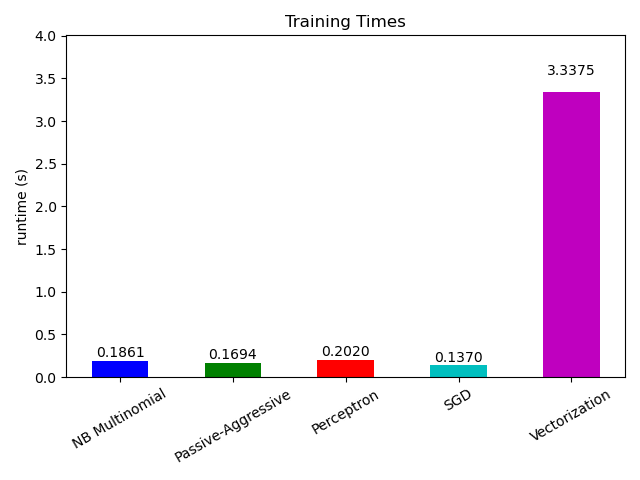 Training Times
4.0
3.5
3.0
2.5
2.0
1.5
1.0
0.5
0.0
runtime (s)
0.1861
0.1694
0.2020
0.1370
3.3375
NB Multinomial
Passive-Aggressive
Perceptron
SGD
Vectorization